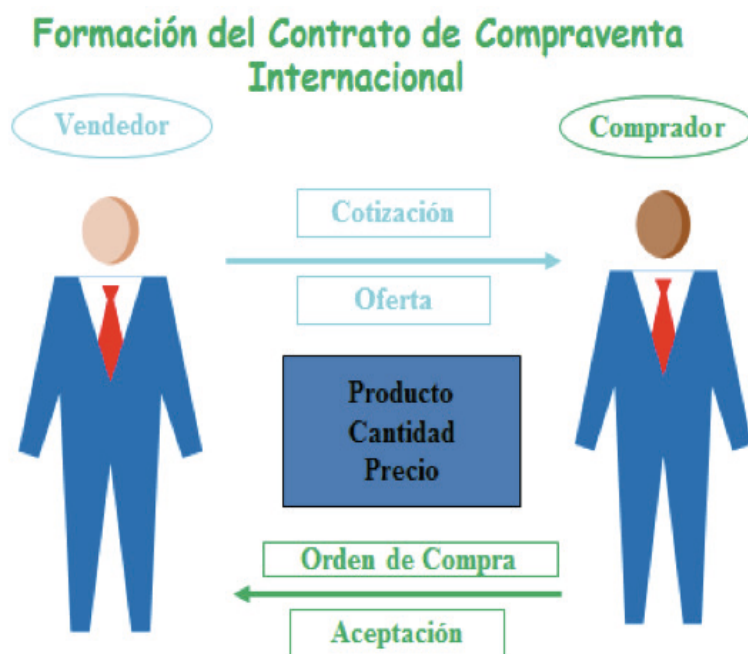 Formación del Contrato de Compraventa
Internacional
Vendedor
Comprador
Cotización
Oferta
Producto
Cantidad
Precio
Orden de Compra
Aceptación